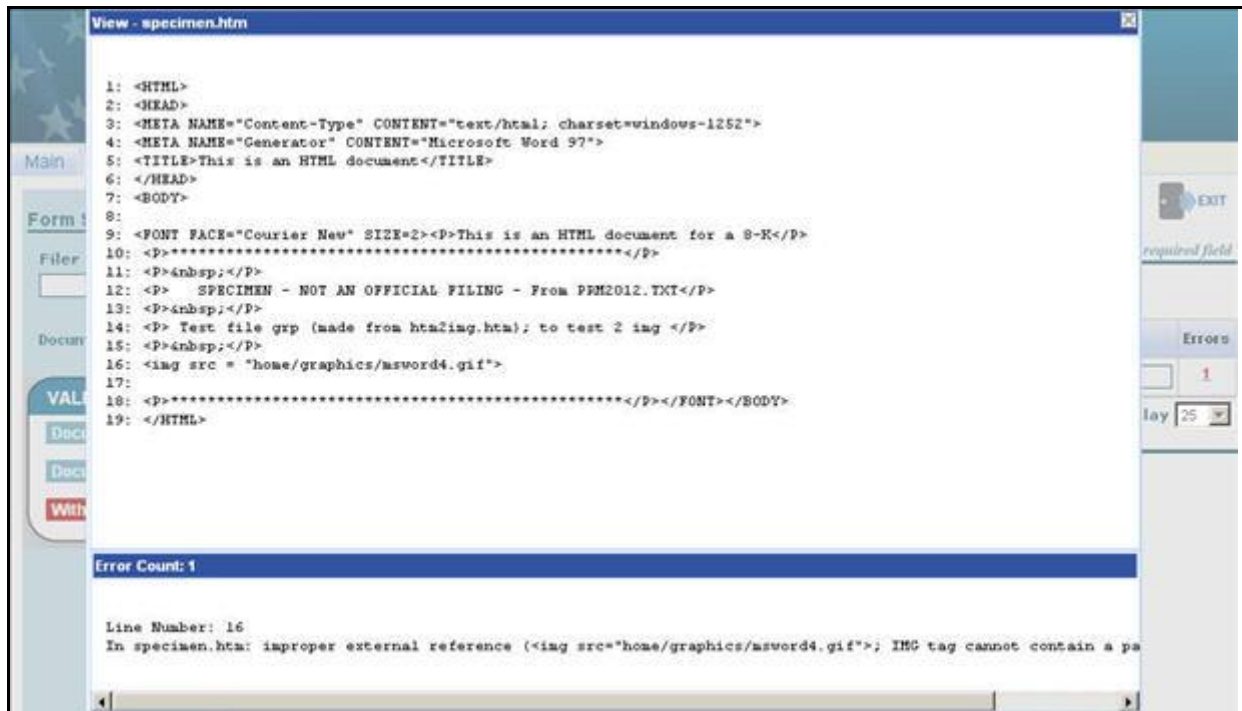 View - specimen.htm
1: <HTML>
2: <HEAD>
3: <META NAME="Content-Type" CONTENT="text/html; charset=windows-1252">
4: <META NAME="Generator" CONTENT="Microsoft Word 97">
5: <TITLE>This is an HTML document</TITLE>
6: </HEAD>
7: <BODY>
8:
9: <FONT FACE="Courier New" SIZE=2><P>This is an HTML document for a 8-K</P>
10: <P>****************************************************</P>
11: <P>&nbsp;</P>
12: <P>   SPECIMEN - NOT AN OFFICIAL FILING - From PRM2012.TXT</P>
13: <P>&nbsp;</P>
14: <P> Test file grp (made from htm2img.htm); to test 2 img </P>
15: <P>&nbsp;</P>
16: <img src = "home/graphics/msword4.gif">
17:
18: <P>****************************************************</P></FONT></BODY>
19: </HTML>
Error Count: 1
Line Number: 16
In specimen.htm: improper external reference (<img src="home/graphics/msword4.gif">; IMG tag cannot contain a pa
Main
Form S
Filer
Docum
VALI
Docu
Docu
With
EXIT
required field
Errors
1
lay 25